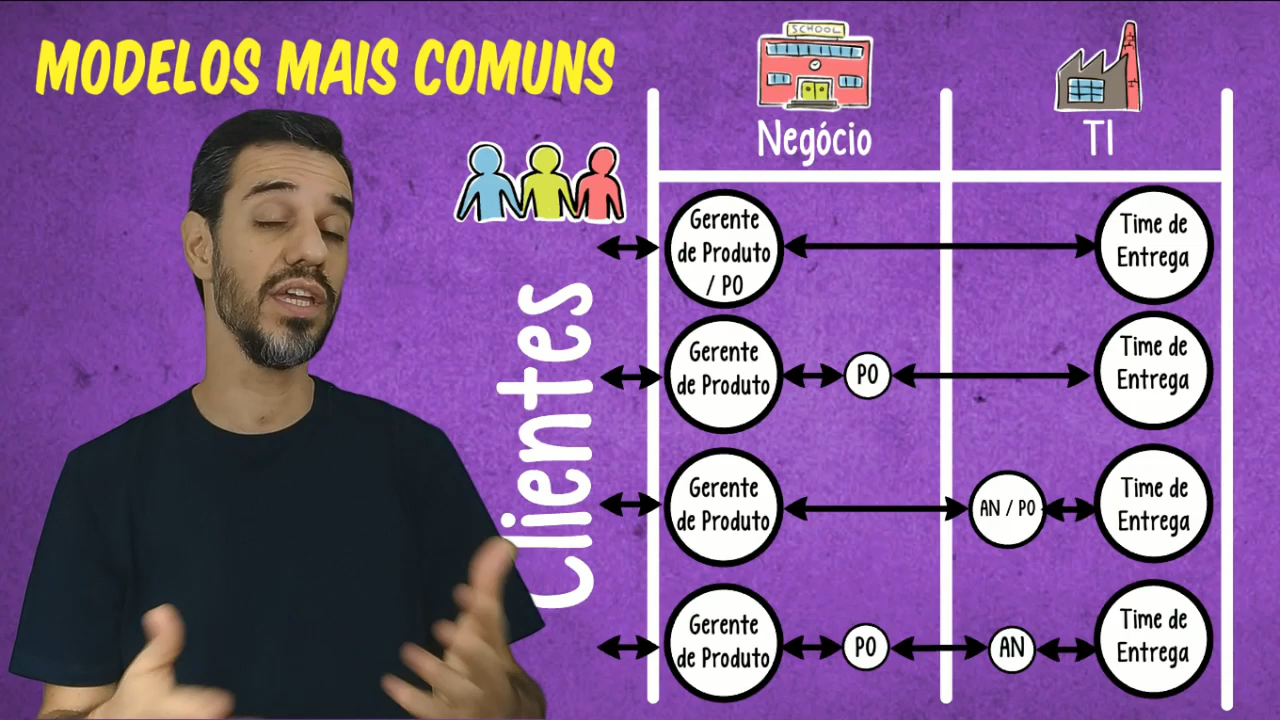 MODELOS MAIS COMUNS
SCHOOL
Negócio
TI
Clientes
Gerente
de Produto
/ PO
Time de
Entrega
Gerente
de Produto
PO
Time de
Entrega
Gerente
de Produto
AN / PO
Time de
Entrega
Gerente
de Produto
PO
AN
Time de
Entrega